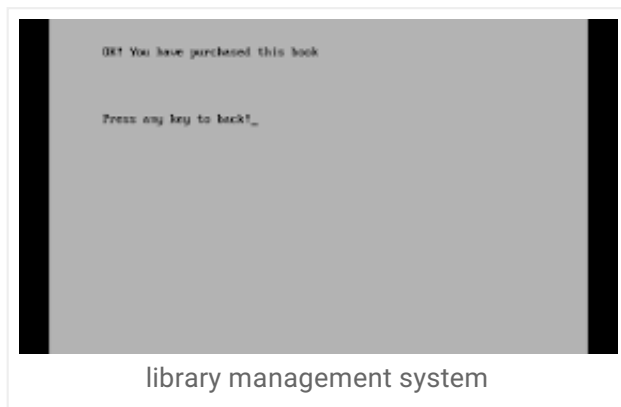 OK! You have purchased this book
Press any key to back!_
library management system